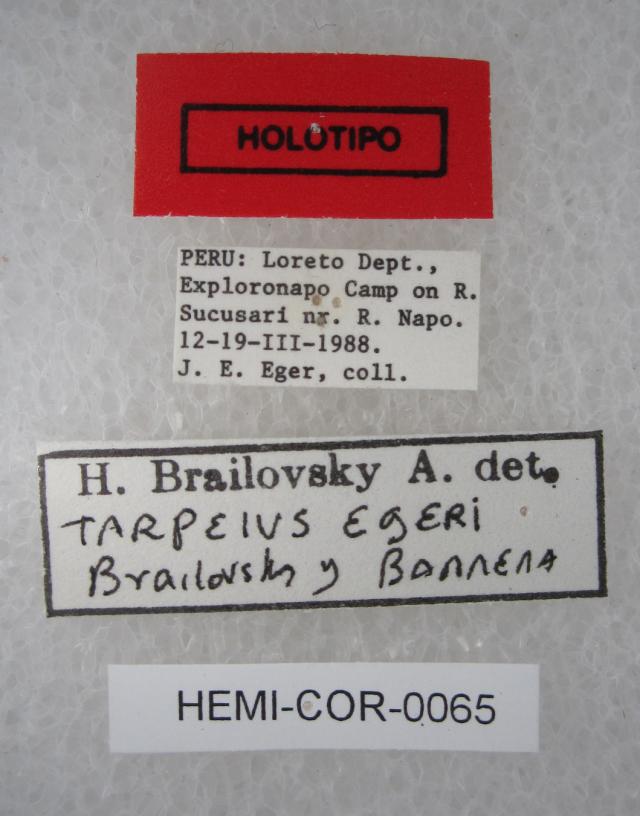 HOLOTIPO
PERU: Loreto Dept.,
Exploronapo Camp on R.
Sucusari nr. R. Napo.
12-19-III-1988.
J. E. Eger, coll.
H. Brailovsky A. det.
TARPEIUS EGERI
Brailovsky y BARRERA
HEMI-COR-0065